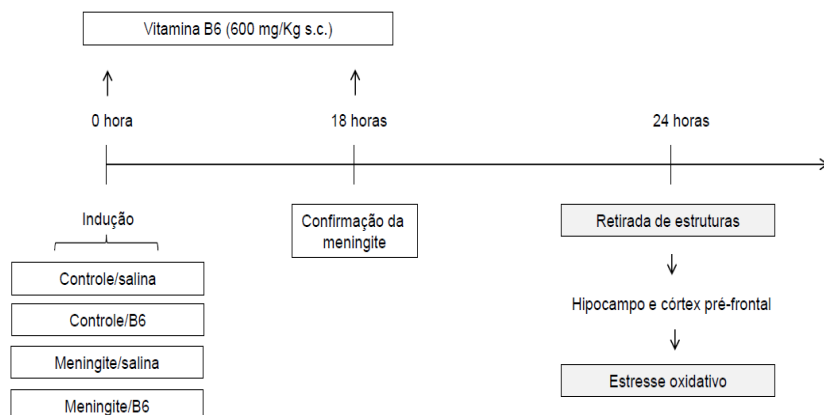 Vitamina B6 (600 mg/Kg s.c.)
0 hora
18 horas
24 horas
Indução
Confirmação da
meningite
Retirada de estruturas
Controle/salina
Controle/B6
Meningite/salina
Meningite/B6
Hipocampo e córtex pré-frontal
Estresse oxidativo